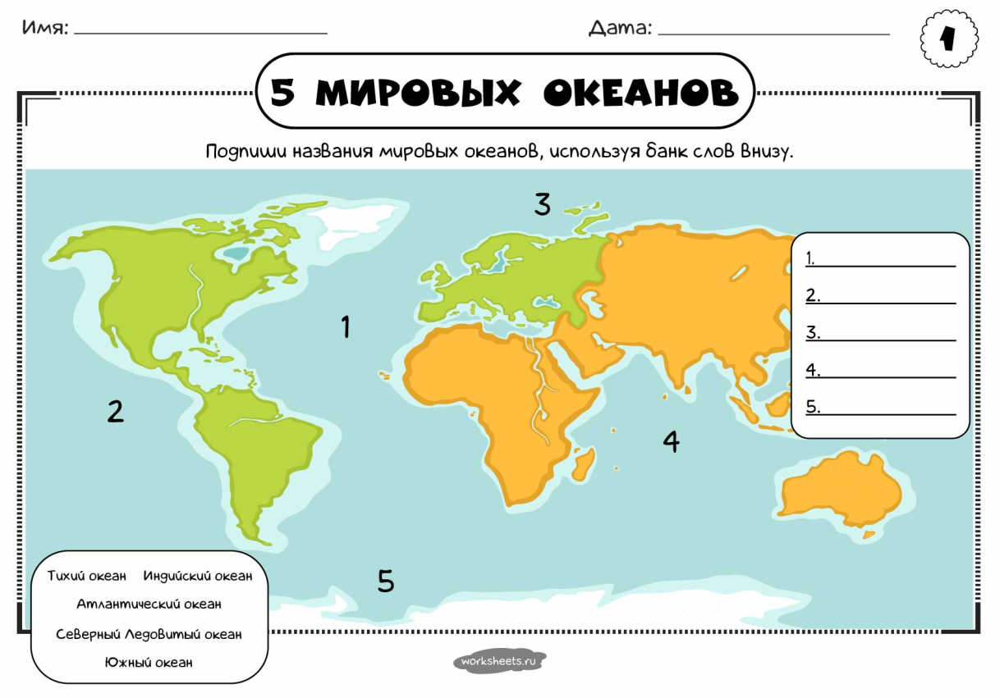 Имя: Дата: 1
5 МИРОВЫХ ОКЕАНОВ
Подпиши названия мировых океанов, используя банк слов внизу.
3
1
2
4
5
1.
2.
3.
4.
5.
Тихий океан Индийский океан
Атлантический океан
Северный Ледовитый океан
Южный океан
worksheets.ru